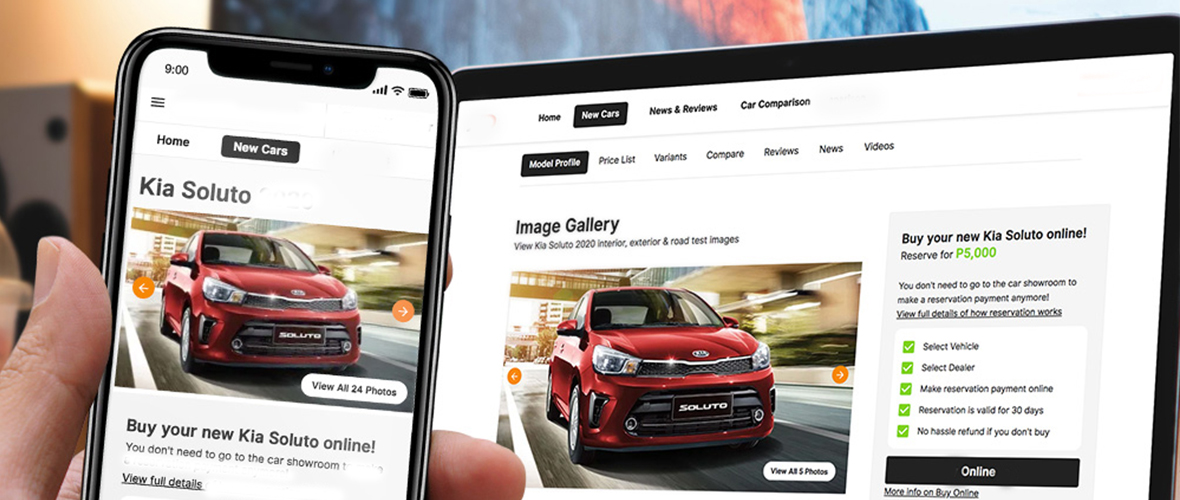 9:00
Home
New Cars
Kia Soluto
SOLUTO
View All 24 Photos
Buy your new Kia Soluto online!
You don't need to go to the car showroom
View full details
Home
New Cars
News & Reviews
Car Comparison
Model Profile
Price List
Variants
Compare
Reviews
News
Videos
Image Gallery
View Kia Soluto 2020 interior, exterior & road test images
KIA
SOLUTO
View All 5 Photos
Buy your new Kia Soluto online!
Reserve for P5,000
You don't need to go to the car showroom to
make a reservation payment anymore!
View full details of how reservation works
Select Vehicle
Select Dealer
Make reservation payment online
Reservation is valid for 30 days
No hassle refund if you don't buy
Online
More info on Buy Online